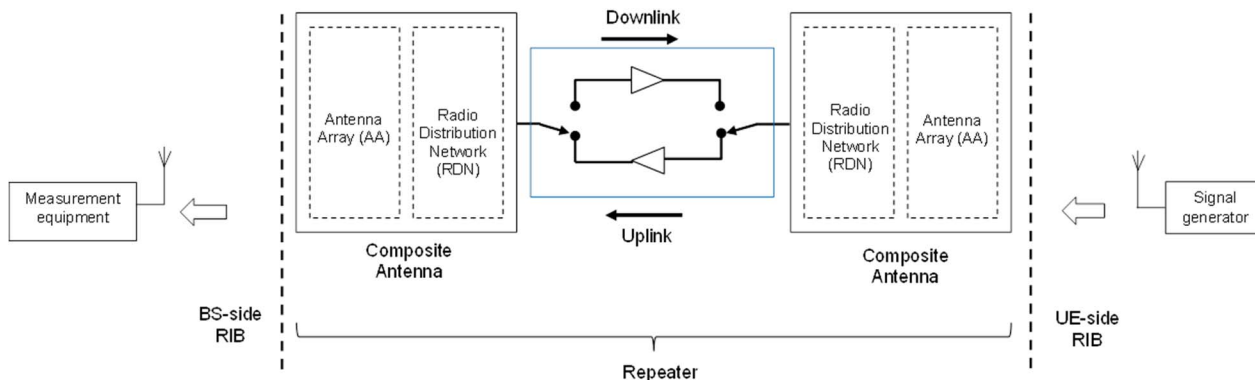 Downlink
Antenna
Array (AA)
Radio
Distribution
Network
(RDN)
Radio
Distribution
Network
(RDN)
Antenna
Array (AA)
Measurement
equipment
Signal
generator
Uplink
Composite
Antenna
Composite
Antenna
BS-side
RIB
UE-side
RIB
Repeater